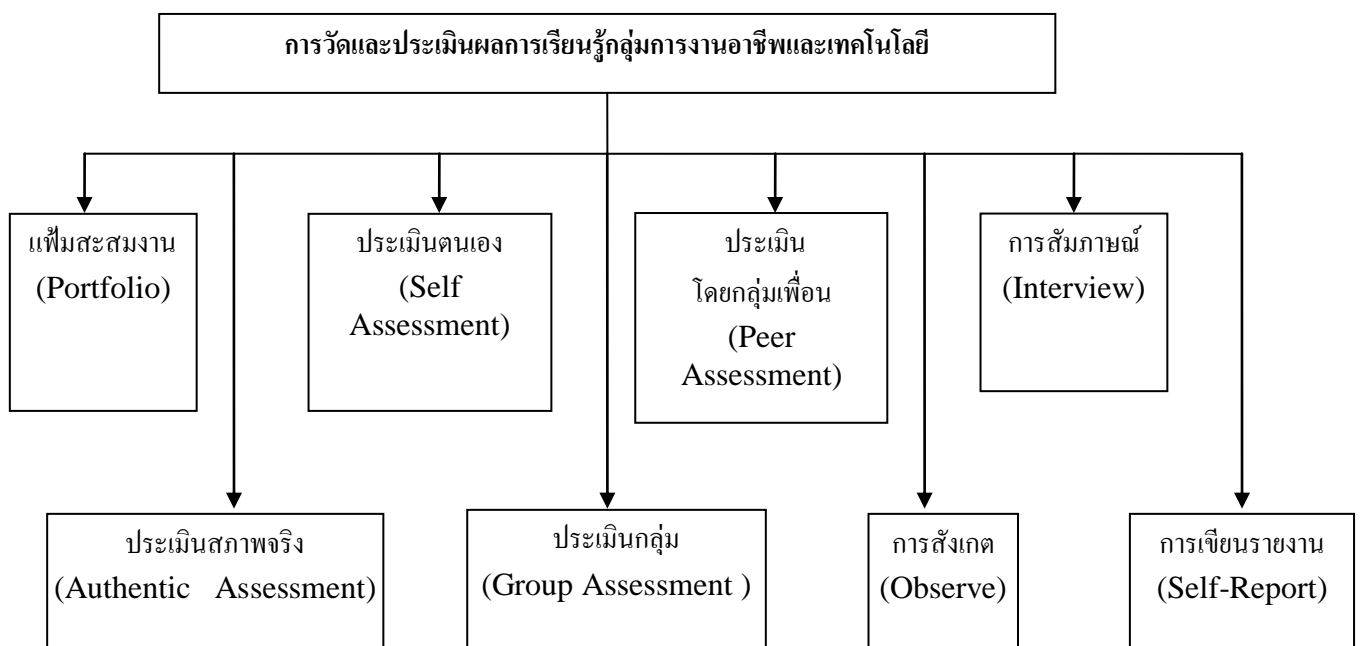 การวัดและประเมินผลการเรียนรู้กลุ่มการงานอาชีพและเทคโนโลยี
แฟ้มสะสมงาน
(Portfolio)
ประเมินตนเอง
(Self
Assessment)
ประเมิน
โดยกลุ่มเพื่อน
(Peer
Assessment)
การสัมภาษณ์
(Interview)
ประเมินสภาพจริง
(Authentic Assessment)
ประเมินกลุ่ม
(Group Assessment )
การสังเกต
(Observe)
การเขียนรายงาน
(Self-Report)